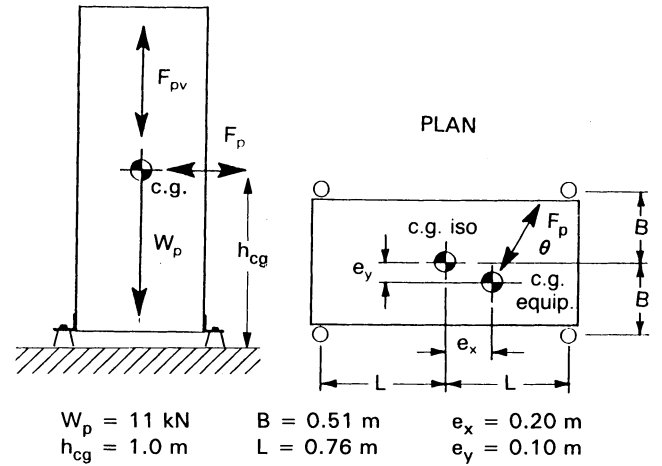 F_pv
F_p
c.g.
W_p
h_cg
PLAN
c.g. iso
F_p
θ
e_y
c.g.
equip.
B
B
e_x
L
L
W_p = 11 kN B = 0.51 m e_x = 0.20 m
h_cg = 1.0 m L = 0.76 m e_y = 0.10 m